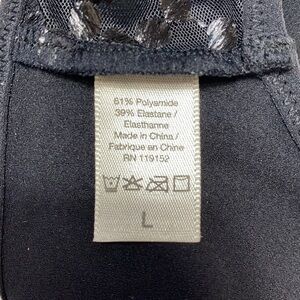 61% Polyamide
39% Elastane /
Elasthanne
Made in China /
Fabriqué en Chine
RN 119152
L